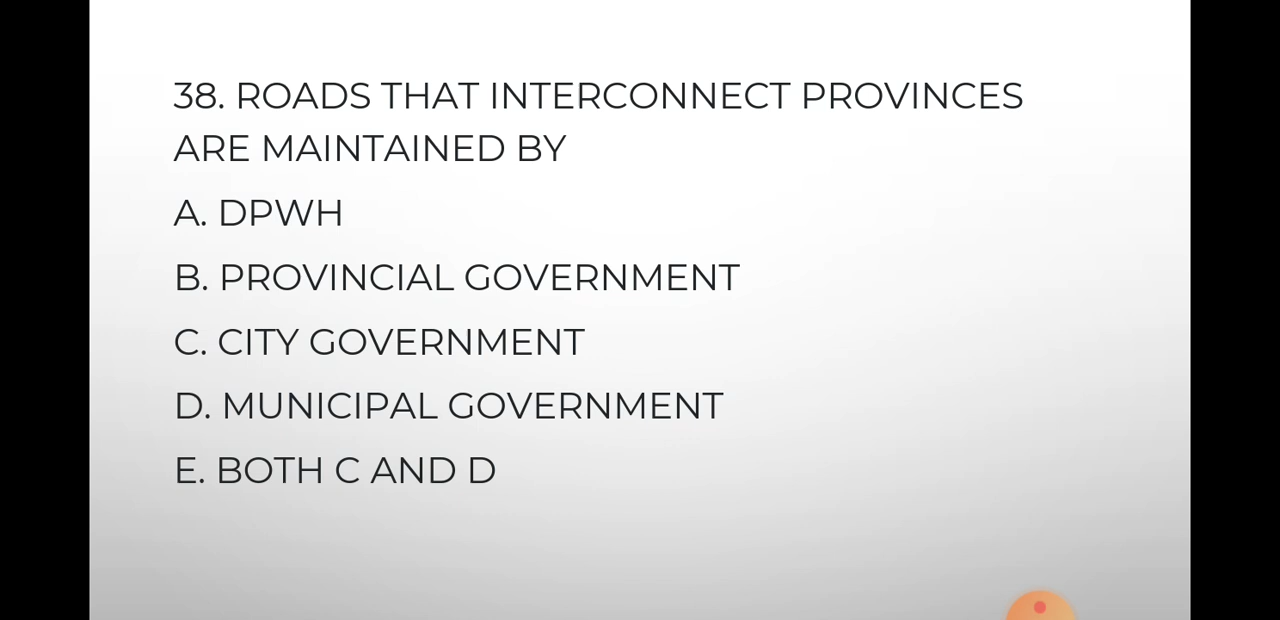 38. ROADS THAT INTERCONNECT PROVINCES
ARE MAINTAINED BY
A. DPWH
B. PROVINCIAL GOVERNMENT
C. CITY GOVERNMENT
D. MUNICIPAL GOVERNMENT
E. BOTH C AND D